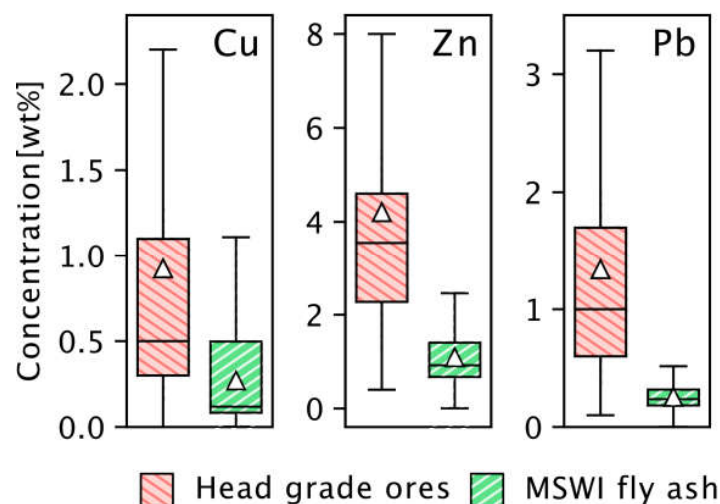 Cu
Zn
Pb
Concentration[wt%]
2.0
1.5
1.0
0.5
0.0
8
6
4
2
0
3
2
1
0
Head grade ores
MSWI fly ash